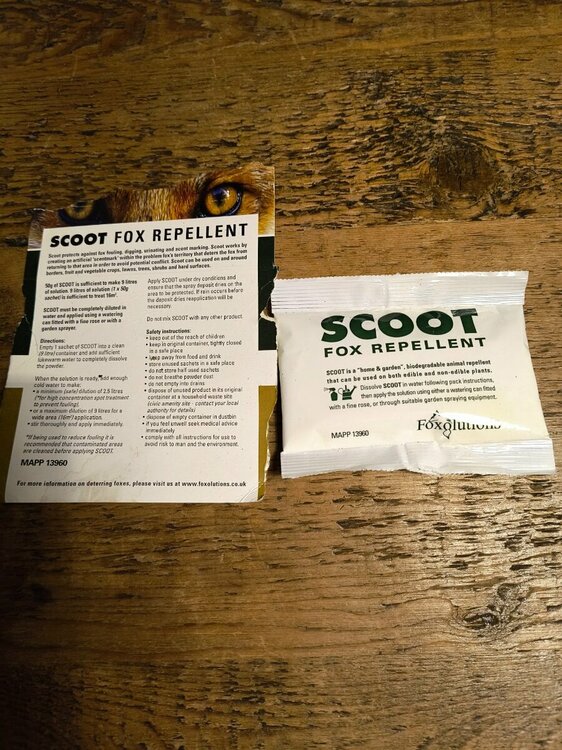 SCOOT FOX REPELLENT
Scoot protects against fox fouling, digging, urinating and scent marking. Scoot works by
creating an artificial 'scentmark' within the problem fox's territory that deters the fox from
returning to that area in order to avoid potential conflict. Scoot can be used on and around
borders, fruit and vegetable crops, lawns, trees, shrubs and hard surfaces.
50g of SCOOT is sufficient to make 9 litres
of solution. 9 litres of solution (1 x 50g
sachet) is sufficient to treat 16m².
SCOOT must be completely diluted in
water and applied using a watering
can fitted with a fine rose or with a
garden sprayer.
Directions:
Empty 1 sachet of SCOOT into a clean
(9 litre) container and add sufficient
lukewarm water to completely dissolve
the powder.
When the solution is ready, add enough
cold water to make:
• a minimum (safe) dilution of 2.5 litres
(*for high concentration spot treatment
to prevent fouling)
• or a maximum dilution of 9 litres for a
wide area (16m²) application.
• stir thoroughly and apply immediately.
*If being used to reduce fouling it is
recommended that contaminated areas
are cleaned before applying SCOOT.
MAPP 13960
Apply SCOOT under dry conditions and
ensure that the spray deposit dries on the
area to be protected. If rain occurs before
the deposit dries reapplication will be
necessary.
Do not mix SCOOT with any other product.
Safety instructions:
• keep out of the reach of children
• keep in original container, tightly closed
in a safe place
• keep away from food and drink
• store unused sachets in a safe place
• do not store half used sachets
• do not breathe powder dust
• do not empty into drains
• dispose of unused product in its original
container at a household waste site
(civic amenity site - contact your local
authority for details)
• dispose of empty container in dustbin
• if you feel unwell seek medical advice
immediately
• comply with all instructions for use to
avoid risk to man and the environment.
For more information on deterring foxes, please visit us at www.foxolutions.co.uk
SCOOT
FOX REPELLENT
SCOOT is a "home & garden", biodegradable animal repellent
that can be used on both edible and non-edible plants.
Dissolve SCOOT in water following pack instructions,
then apply the solution using either a watering can fitted
with a fine rose, or through suitable garden spraying equipment.
Foxolutions
MAPP 13960